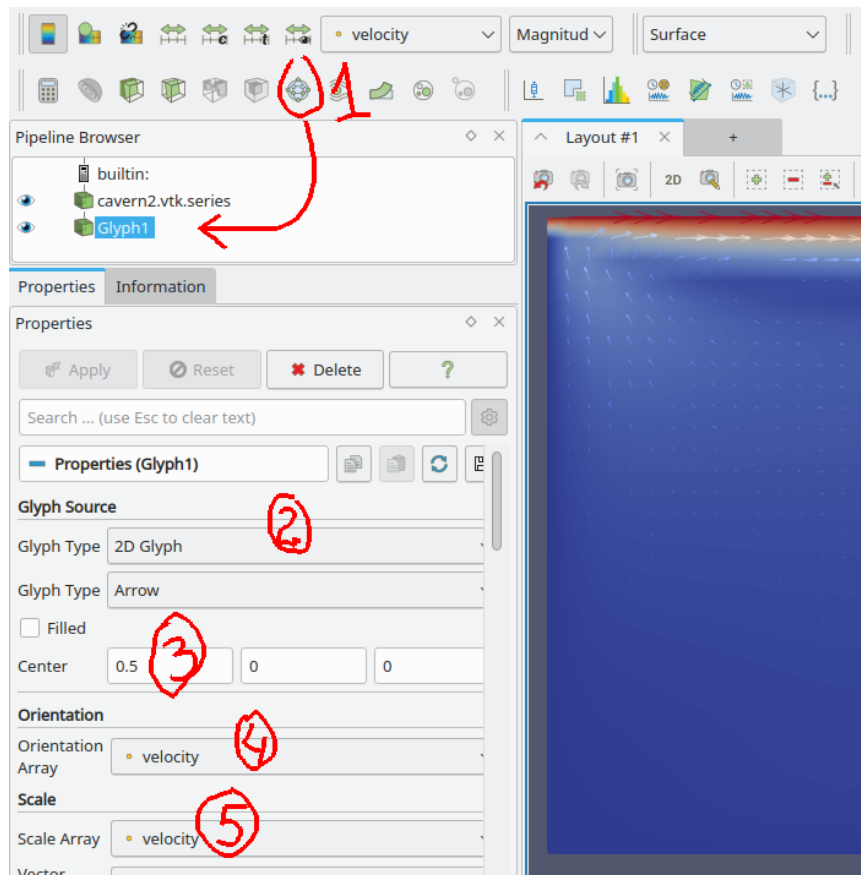 velocity Magnitud Surface
1
{...}
Pipeline Browser
Layout #1 +
builtin:
cavern2.vtk.series
2D
Glyph1
Properties Information
Properties
Apply Reset Delete ?
Search ... (use Esc to clear text)
Properties (Glyph1)
Glyph Source
2
Glyph Type 2D Glyph
Glyph Type Arrow
Filled
3
Center 0.5 0 0
Orientation
4
Orientation Array velocity
Scale
5
Scale Array velocity
Vector